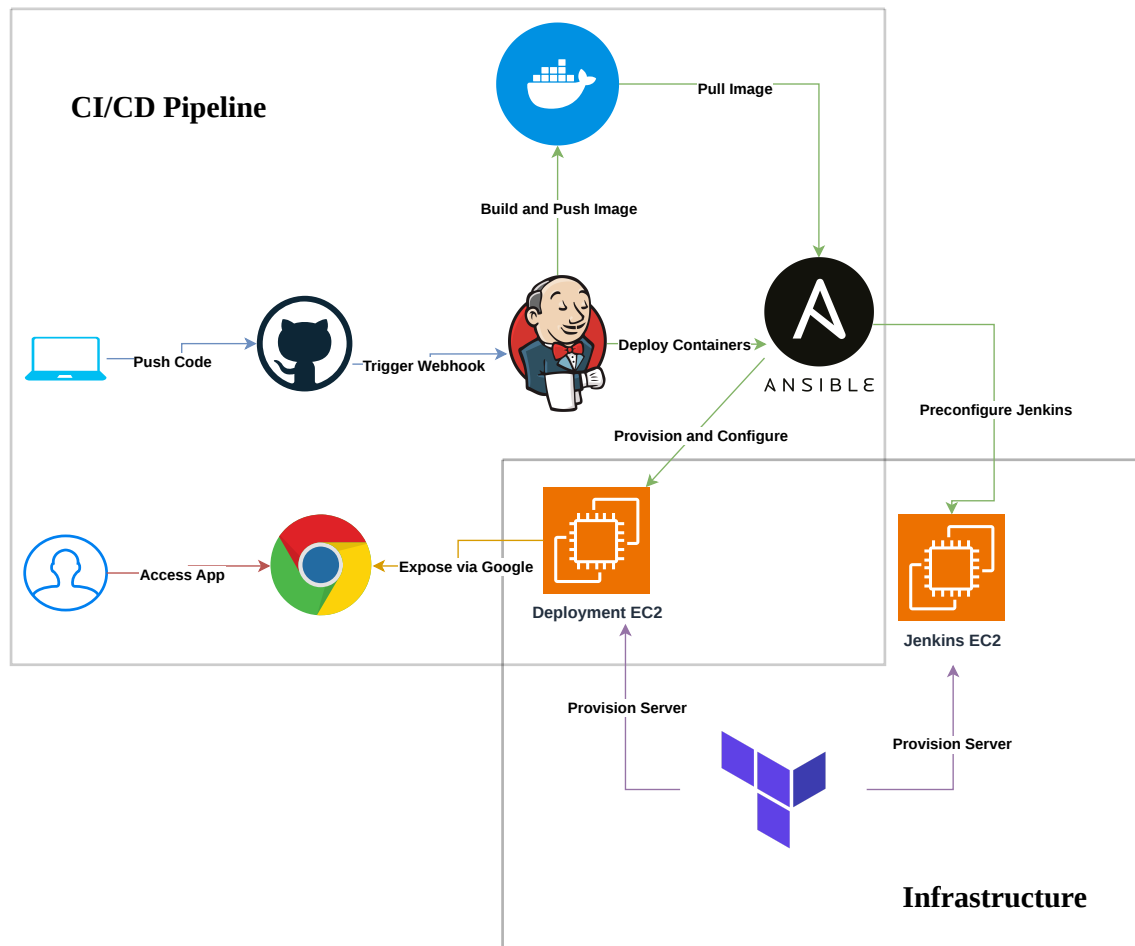 CI/CD Pipeline
Pull Image
Build and Push Image
Push Code
Trigger Webhook
Deploy Containers
ANSIBLE
Preconfigure Jenkins
Provision and Configure
Access App
Expose via Google
Deployment EC2
Jenkins EC2
Provision Server
Provision Server
Infrastructure